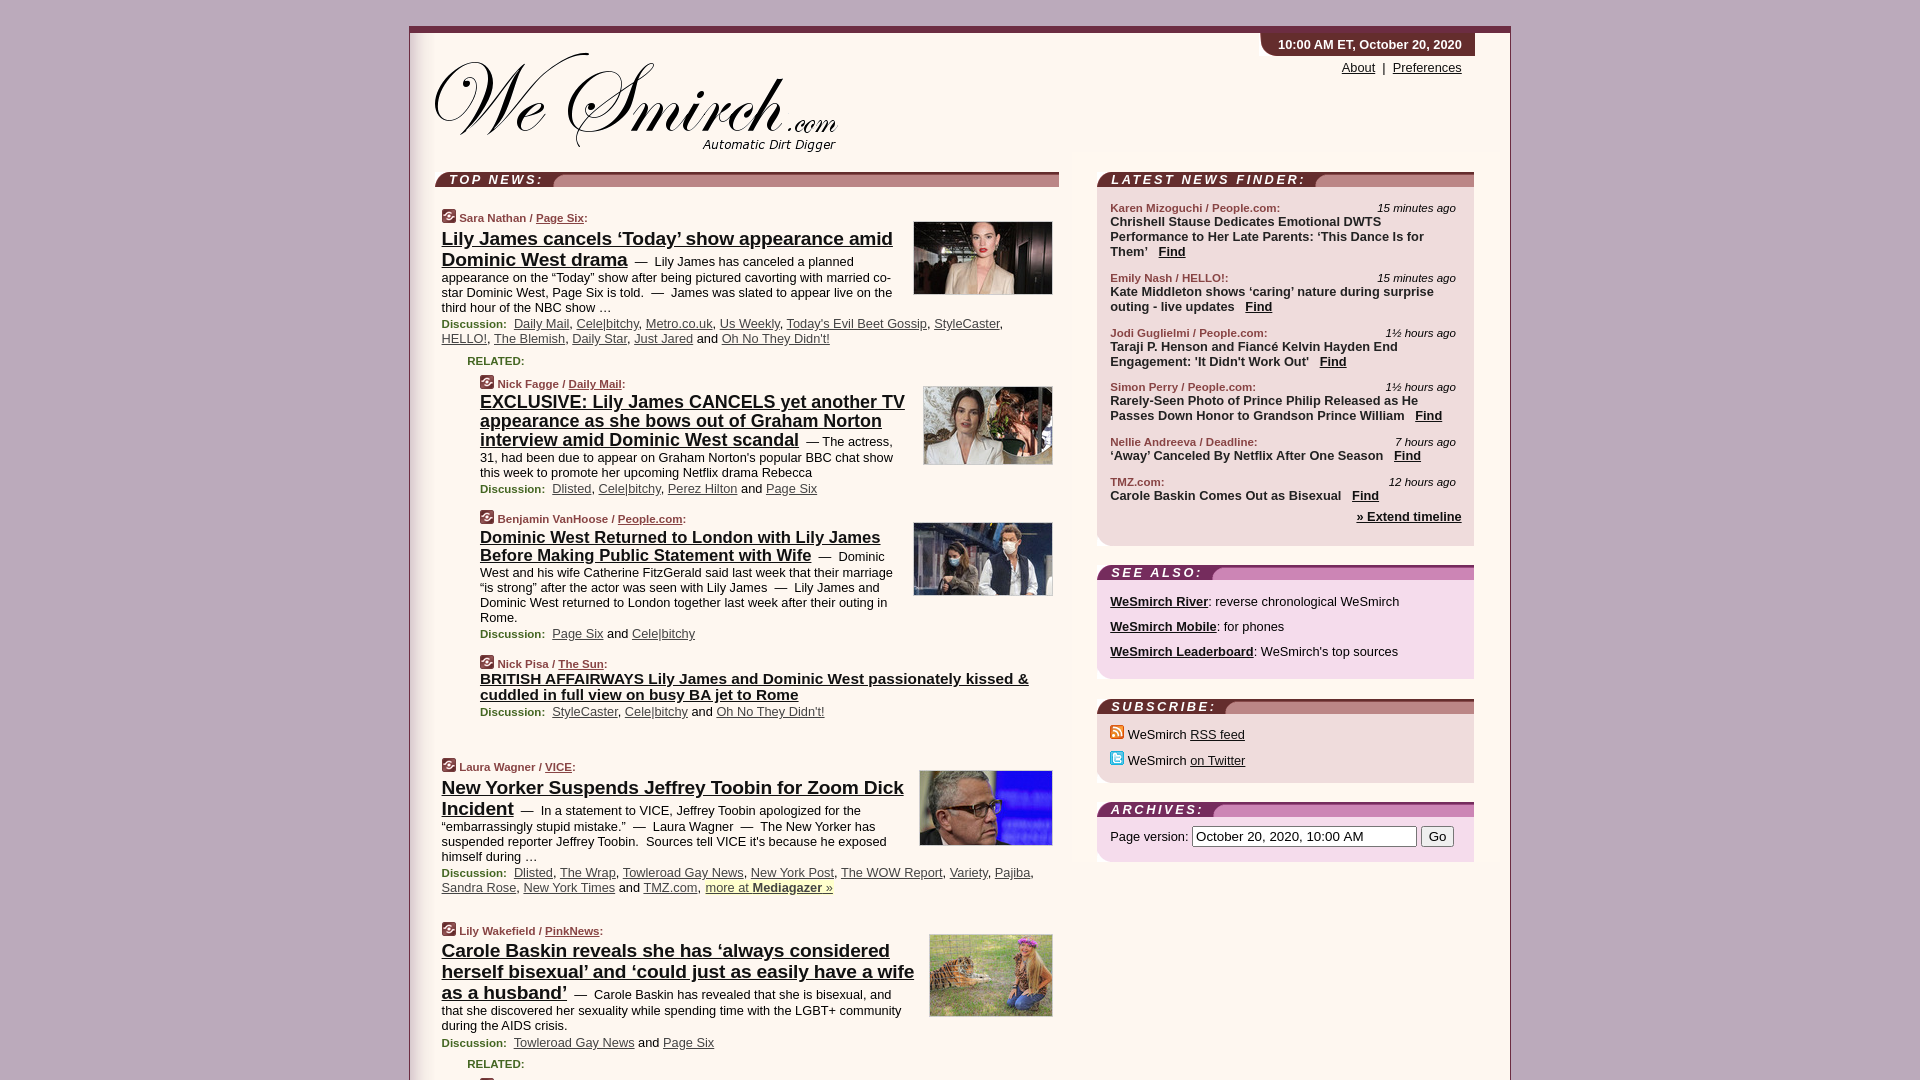 10:00 AM ET, October 20, 2020
About | Preferences
We Smirch .com
Automatic Dirt Digger
TOP NEWS:
Sara Nathan / Page Six:
Lily James cancels ‘Today’ show appearance amid
Dominic West drama — Lily James has canceled a planned
appearance on the “Today” show after being pictured cavorting with married co-
star Dominic West, Page Six is told. — James was slated to appear live on the
third hour of the NBC show …
Discussion: Daily Mail, Cele|bitchy, Metro.co.uk, Us Weekly, Today's Evil Beet Gossip, StyleCaster,
HELLO!, The Blemish, Daily Star, Just Jared and Oh No They Didn't!
RELATED:
Nick Fagge / Daily Mail:
EXCLUSIVE: Lily James CANCELS yet another TV
appearance as she bows out of Graham Norton
interview amid Dominic West scandal — The actress,
31, had been due to appear on Graham Norton's popular BBC chat show
this week to promote her upcoming Netflix drama Rebecca
Discussion: Dlisted, Cele|bitchy, Perez Hilton and Page Six
Benjamin VanHoose / People.com:
Dominic West Returned to London with Lily James
Before Making Public Statement with Wife — Dominic
West and his wife Catherine FitzGerald said last week that their marriage
“is strong” after the actor was seen with Lily James — Lily James and
Dominic West returned to London together last week after their outing in
Rome.
Discussion: Page Six and Cele|bitchy
Nick Pisa / The Sun:
BRITISH AFFAIRWAYS Lily James and Dominic West passionately kissed &
cuddled in full view on busy BA jet to Rome
Discussion: StyleCaster, Cele|bitchy and Oh No They Didn't!
Laura Wagner / VICE:
New Yorker Suspends Jeffrey Toobin for Zoom Dick
Incident — In a statement to VICE, Jeffrey Toobin apologized for the
“embarrassingly stupid mistake.” — Laura Wagner — The New Yorker has
suspended reporter Jeffrey Toobin. Sources tell VICE it's because he exposed
himself during …
Discussion: Dlisted, The Wrap, Towleroad Gay News, New York Post, The WOW Report, Variety, Pajiba,
Sandra Rose, New York Times and TMZ.com, more at Mediagazer »
Lily Wakefield / PinkNews:
Carole Baskin reveals she has ‘always considered
herself bisexual’ and ‘could just as easily have a wife
as a husband’ — Carole Baskin has revealed that she is bisexual, and
that she discovered her sexuality while spending time with the LGBT+ community
during the AIDS crisis.
Discussion: Towleroad Gay News and Page Six
RELATED:
LATEST NEWS FINDER:
Karen Mizoguchi / People.com: 15 minutes ago
Chrishell Stause Dedicates Emotional DWTS
Performance to Her Late Parents: ‘This Dance Is for
Them’ Find
Emily Nash / HELLO!: 15 minutes ago
Kate Middleton shows ‘caring’ nature during surprise
outing - live updates Find
Jodi Guglielmi / People.com: 1½ hours ago
Taraji P. Henson and Fiancé Kelvin Hayden End
Engagement: 'It Didn't Work Out' Find
Simon Perry / People.com: 1½ hours ago
Rarely-Seen Photo of Prince Philip Released as He
Passes Down Honor to Grandson Prince William Find
Nellie Andreeva / Deadline: 7 hours ago
‘Away’ Canceled By Netflix After One Season Find
TMZ.com: 12 hours ago
Carole Baskin Comes Out as Bisexual Find
» Extend timeline
SEE ALSO:
WeSmirch River: reverse chronological WeSmirch
WeSmirch Mobile: for phones
WeSmirch Leaderboard: WeSmirch's top sources
SUBSCRIBE:
WeSmirch RSS feed
WeSmirch on Twitter
ARCHIVES:
Page version: October 20, 2020, 10:00 AM Go